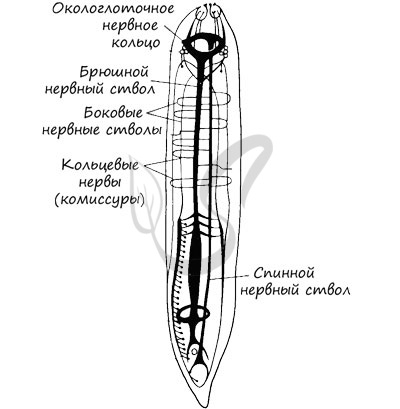 Окологлоточное
нервное
кольцо
Брюшной
нервный ствол
Боковые
нервные стволы
Кольцевые
нервы
(комиссуры)
Спинной
нервный ствол